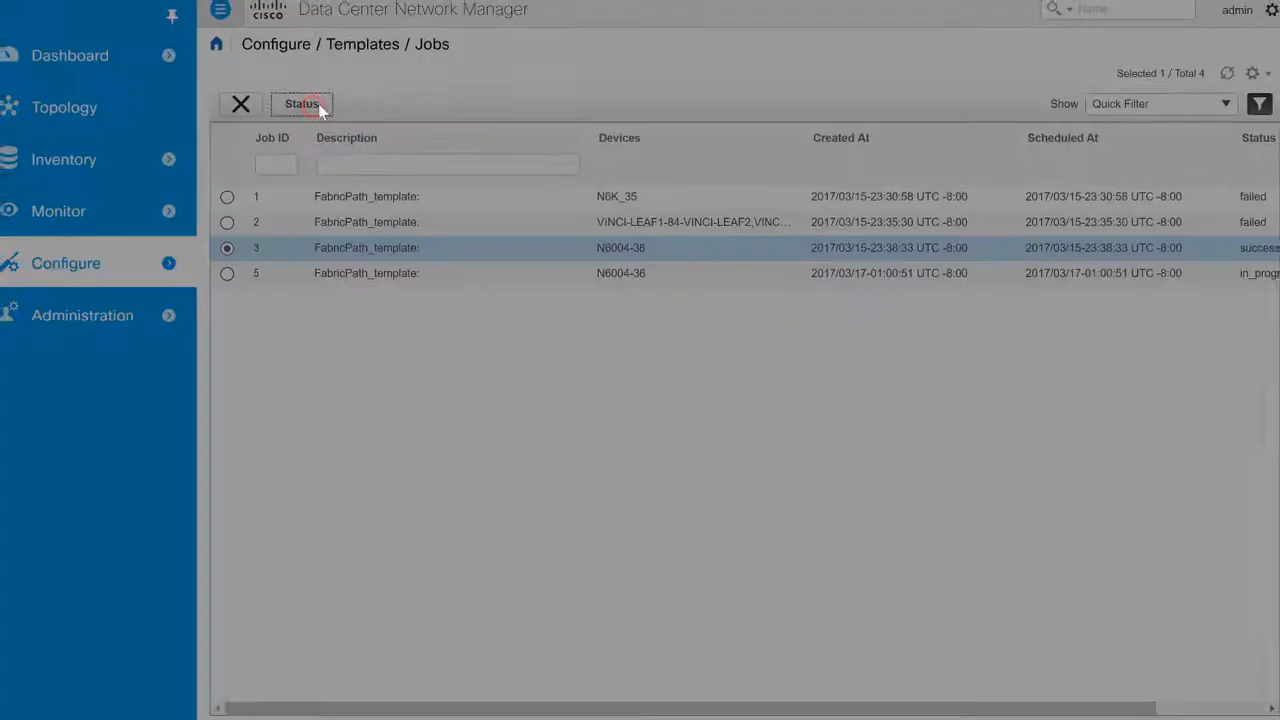 CISCO Data Center Network Manager Name admin
Configure / Templates / Jobs
Dashboard
Topology
Inventory
Monitor
Configure
Administration
Selected 1 / Total 4
Status Show Quick Filter
Job ID Description Devices Created At Scheduled At Status
1 FabricPath_template: N6K_35 2017/03/15-23:30:58 UTC -8:00 2017/03/15-23:30:58 UTC -8:00 failed
2 FabricPath_template: VINCI-LEAF1-84-VINCI-LEAF2,VINC... 2017/03/15-23:35:30 UTC -8:00 2017/03/15-23:35:30 UTC -8:00 failed
3 FabricPath_template: N6004-36 2017/03/15-23:38:33 UTC -8:00 2017/03/15-23:38:33 UTC -8:00 success
5 FabricPath_template: N6004-36 2017/03/17-01:00:51 UTC -8:00 2017/03/17-01:00:51 UTC -8:00 in_progr